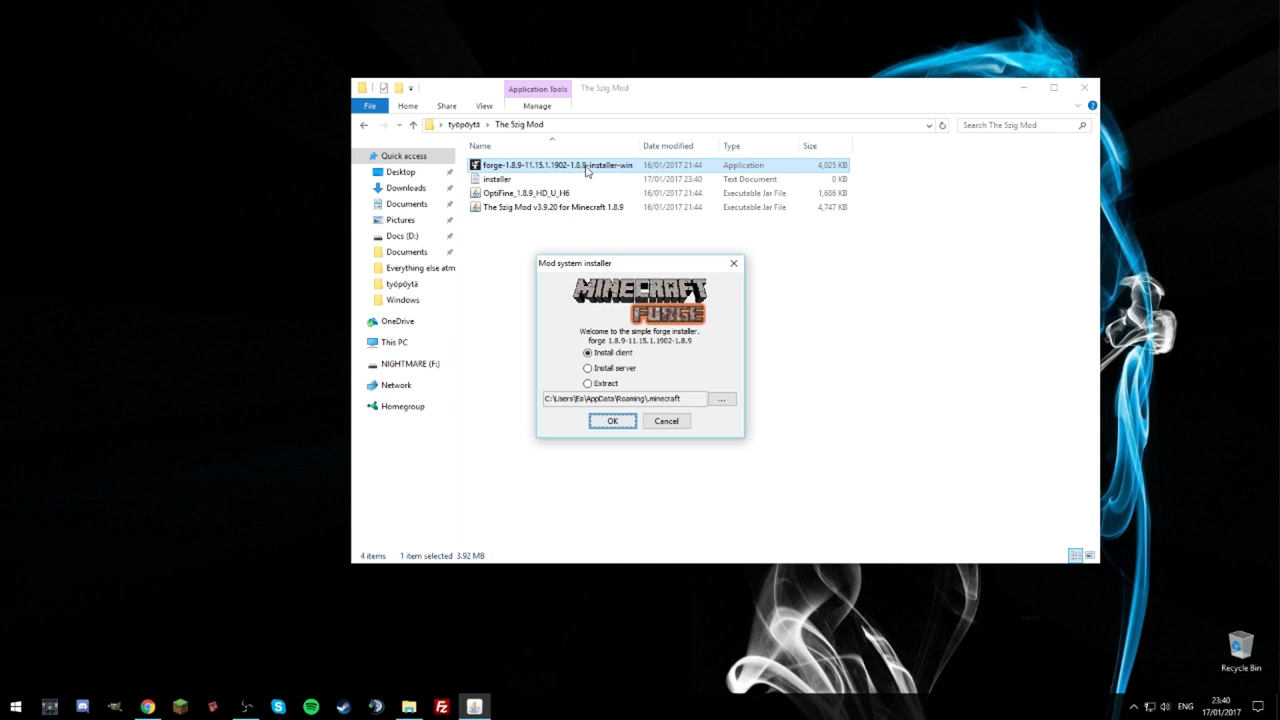 Application Tools
The 5zig Mod
File
Home
Share
View
Manage
työpöytä
The 5zig Mod
Search The 5zig Mod
Quick access
Desktop
Downloads
Documents
Pictures
Docs (D:)
Documents
Everything else atm
työpöytä
Windows
OneDrive
This PC
NIGHTMARE (F:)
Network
Homegroup
Name Date modified Type Size
forge-1.8.9-11.15.1.1902-1.8.9-installer-win 16/01/2017 21:44 Application 4,025 KB
installer 17/01/2017 23:40 Text Document 0 KB
OptiFine_1.8.9_HD_U_H6 16/01/2017 21:44 Executable Jar File 1,686 KB
The 5zig Mod v3.9.20 for Minecraft 1.8.9 16/01/2017 21:44 Executable Jar File 4,747 KB
Mod system installer
MINECRAFT
FORGE
Welcome to the simple forge installer.
forge 1.8.9-11.15.1.1902-1.8.9
Install client
Install server
Extract
C:\Users\Ea\AppData\Roaming\.minecraft
...
OK
Cancel
4 items
1 item selected 3.92 MB
Recycle Bin
ENG
23:40
17/01/2017